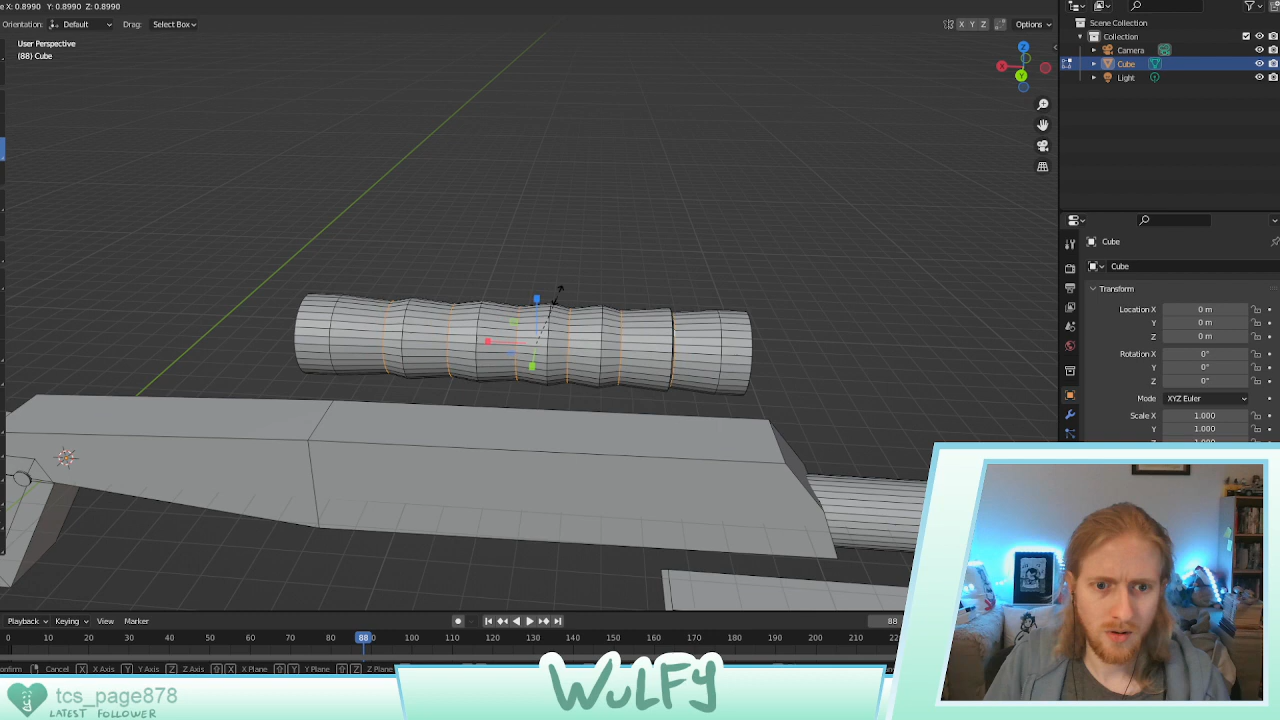 e X: 0.8990 Y: 0.8990 Z: 0.8990
Orientation: Default Drag: Select Box X Y Z Options
User Perspective
(88) Cube
X Y Z
Scene Collection
Collection
Camera
Cube
Light
Cube
Cube
Transform
Location X 0 m
Y 0 m
Z 0 m
Rotation X 0°
Y 0°
Z 0°
Mode XYZ Euler
Scale X 1.000
Y 1.000
Z 1.000
Playback Keying View Marker 88
0 10 20 30 40 50 60 70 80 88 100 110 120 130 140 150 160 170 180 190 200 210 220
onfirm Cancel X X Axis Y Y Axis Z Z Axis X X Plane Y Y Plane Z Z Plane
tcs_page878
LATEST FOLLOWER
WULFY